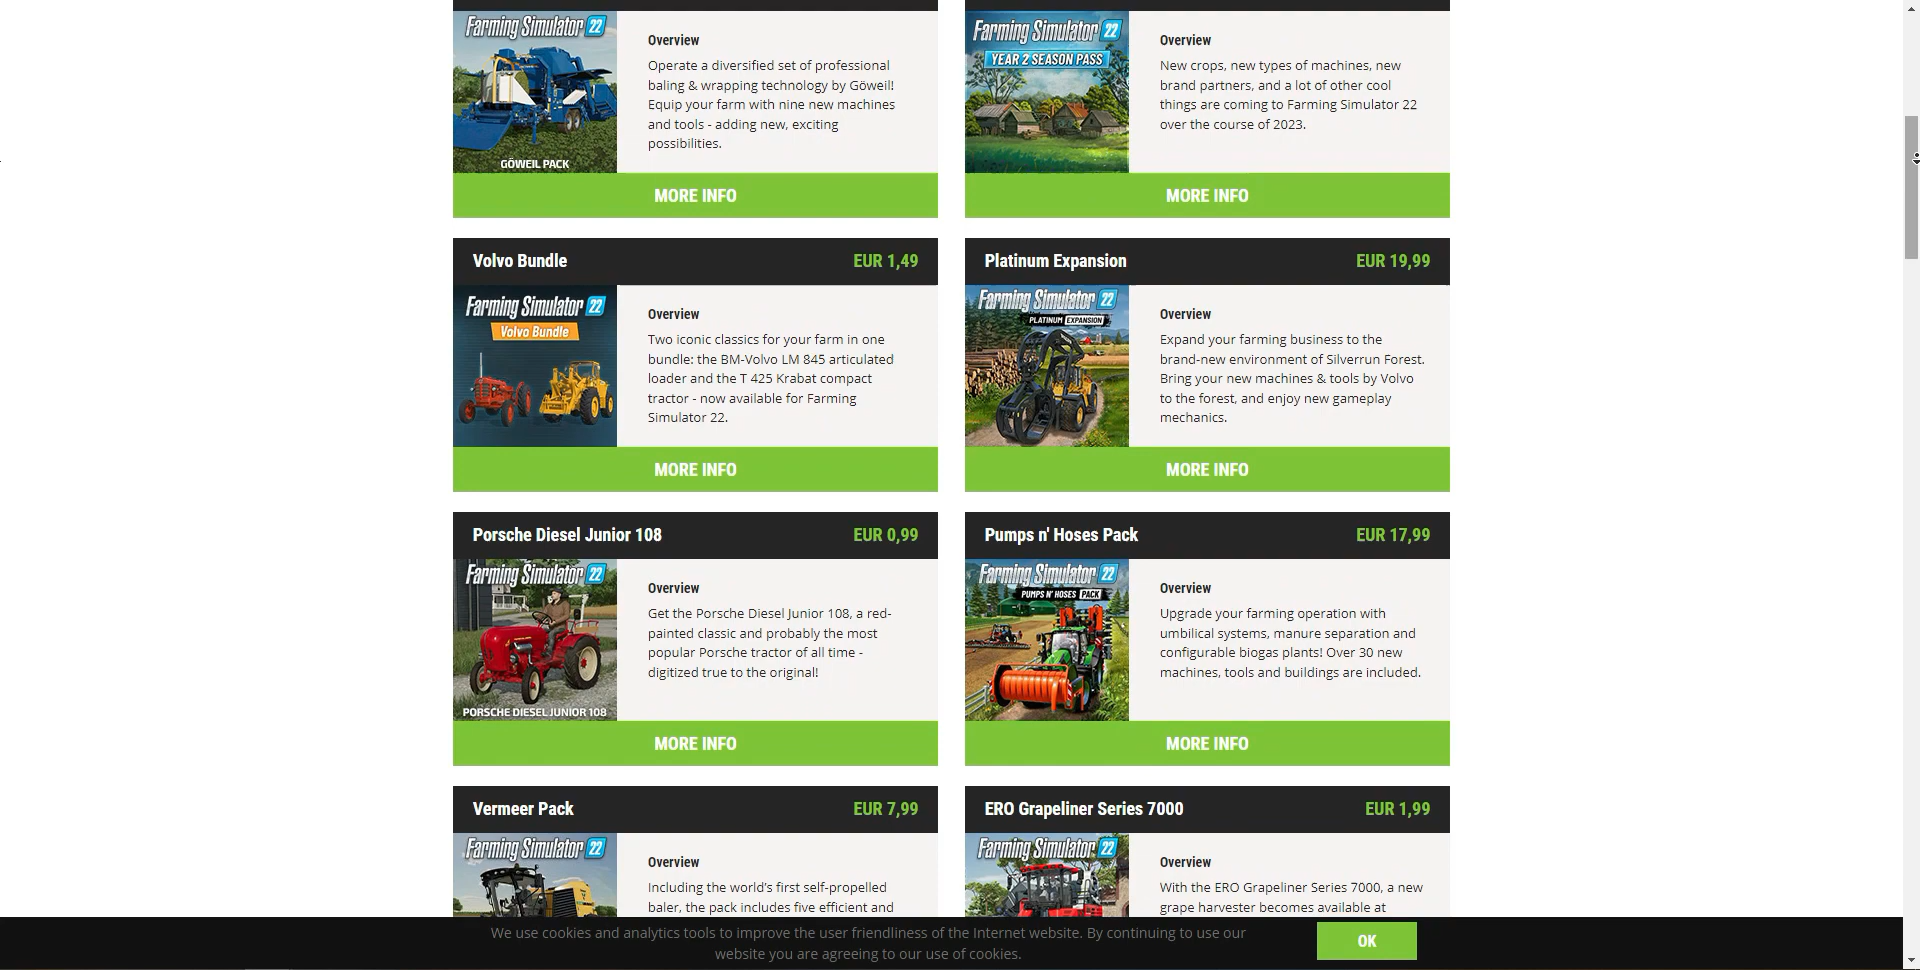 Farming Simulator 22
GÖWEIL PACK
Overview
Operate a diversified set of professional
baling & wrapping technology by Göweil!
Equip your farm with nine new machines
and tools - adding new, exciting
possibilities.
MORE INFO
Farming Simulator 22
YEAR 2 SEASON PASS
Overview
New crops, new types of machines, new
brand partners, and a lot of other cool
things are coming to Farming Simulator 22
over the course of 2023.
MORE INFO
Volvo Bundle
EUR 1,49
Farming Simulator 22
Volvo Bundle
Overview
Two iconic classics for your farm in one
bundle: the BM-Volvo LM 845 articulated
loader and the T 425 Krabat compact
tractor - now available for Farming
Simulator 22.
MORE INFO
Platinum Expansion
EUR 19,99
Farming Simulator 22
PLATINUM EXPANSION
Overview
Expand your farming business to the
brand-new environment of Silverrun Forest.
Bring your new machines & tools by Volvo
to the forest, and enjoy new gameplay
mechanics.
MORE INFO
Porsche Diesel Junior 108
EUR 0,99
Farming Simulator 22
PORSCHE DIESEL JUNIOR 108
Overview
Get the Porsche Diesel Junior 108, a red-
painted classic and probably the most
popular Porsche tractor of all time -
digitized true to the original!
MORE INFO
Pumps n' Hoses Pack
EUR 17,99
Farming Simulator 22
PUMPS N' HOSES PACK
Overview
Upgrade your farming operation with
umbilical systems, manure separation and
configurable biogas plants! Over 30 new
machines, tools and buildings are included.
MORE INFO
Vermeer Pack
EUR 7,99
Farming Simulator 22
Overview
Including the world's first self-propelled
baler, the pack includes five efficient and
ERO Grapeliner Series 7000
EUR 1,99
Farming Simulator 22
Overview
With the ERO Grapeliner Series 7000, a new
grape harvester becomes available at
We use cookies and analytics tools to improve the user friendliness of the Internet website. By continuing to use our
website you are agreeing to our use of cookies.
OK